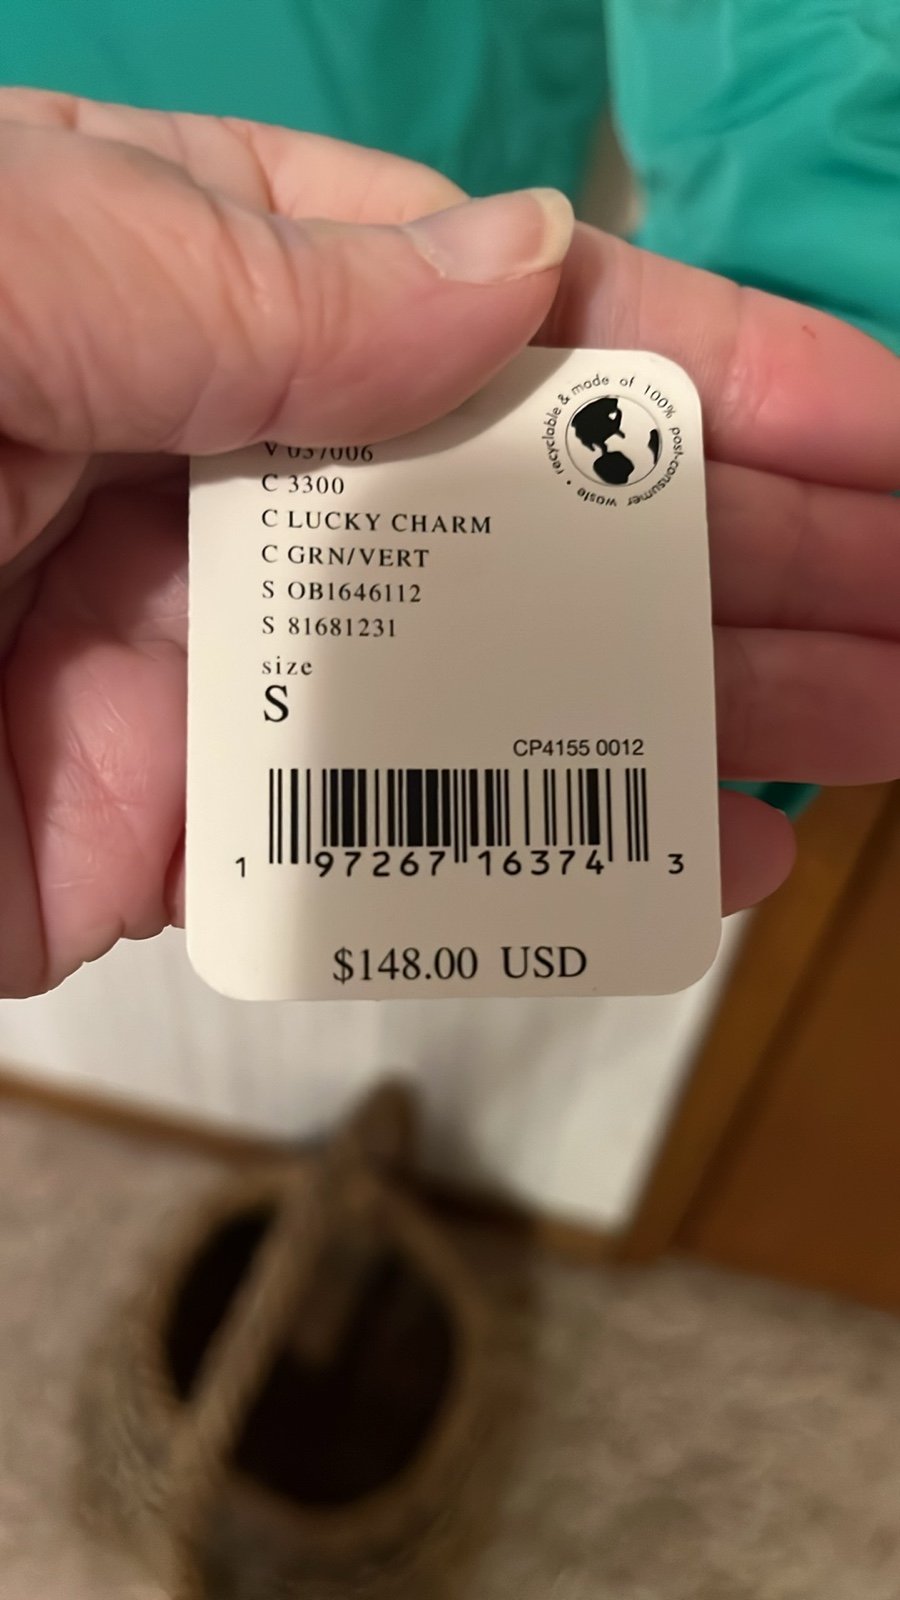 recyclable & made of 100% post-consumer waste •
V 037006
C 3300
C LUCKY CHARM
C GRN/VERT
S OB1646112
S 81681231
size
S
CP4155 0012
1 97267 16374 3
$148.00 USD